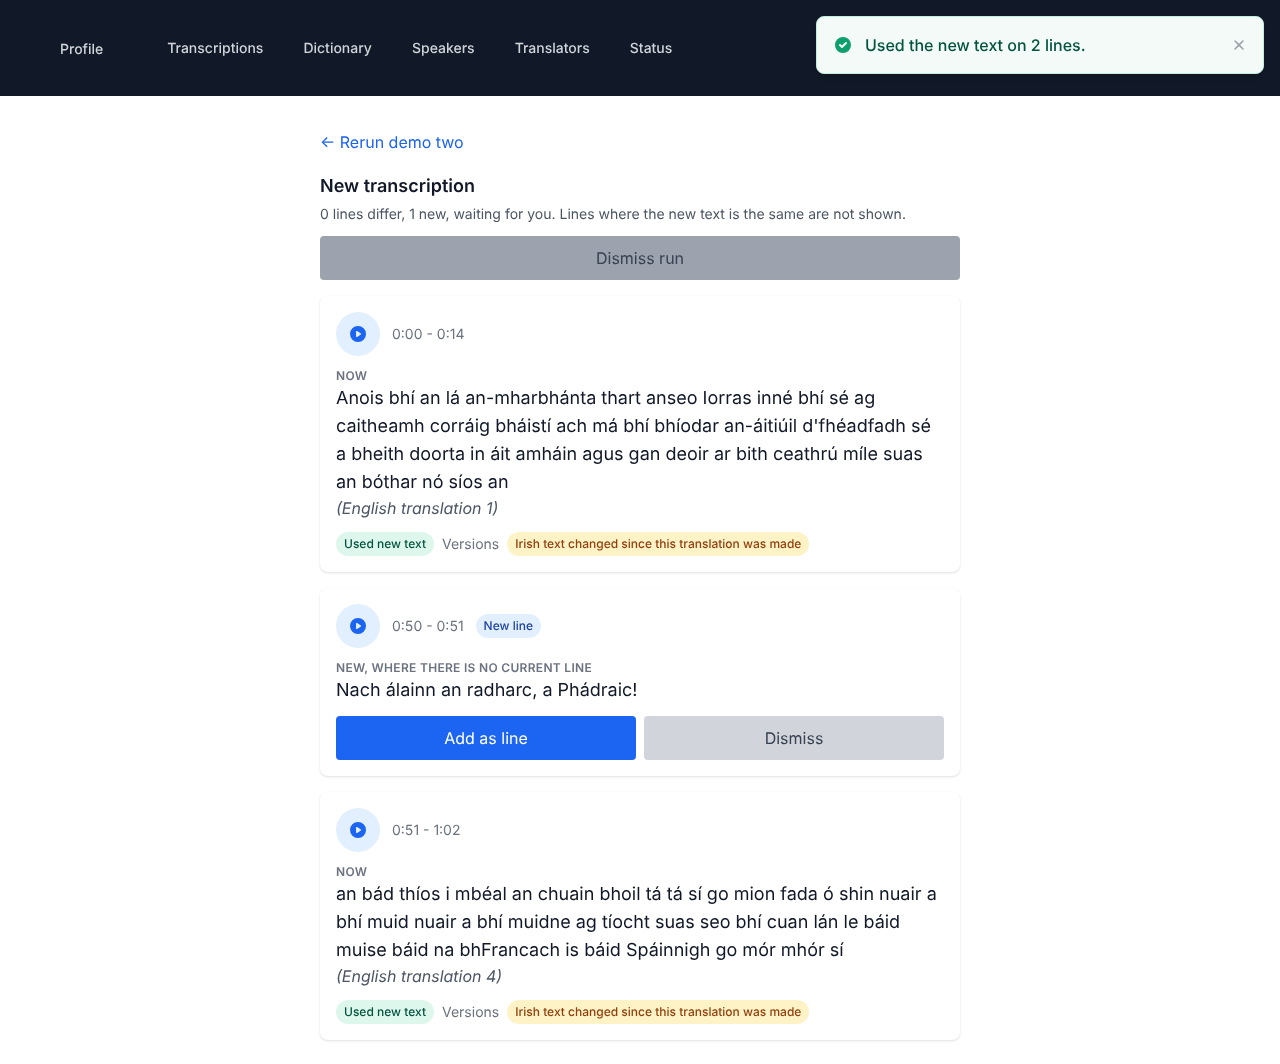 Profile
Transcriptions
Dictionary
Speakers
Translators
Status
Used the new text on 2 lines.
← Rerun demo two
New transcription
0 lines differ, 1 new, waiting for you. Lines where the new text is the same are not shown.
Dismiss run
0:00 - 0:14
NOW
Anois bhí an lá an-mharbhánta thart anseo Iorras inné bhí sé ag
caitheamh corráig bháistí ach má bhí bhíodar an-áitiúil d'fhéadfadh sé
a bheith doorta in áit amháin agus gan deoir ar bith ceathrú míle suas
an bóthar nó síos an
(English translation 1)
Used new text Versions Irish text changed since this translation was made
0:50 - 0:51 New line
NEW, WHERE THERE IS NO CURRENT LINE
Nach álainn an radharc, a Phádraic!
Add as line
Dismiss
0:51 - 1:02
NOW
an bád thíos i mbéal an chuain bhoil tá tá sí go mion fada ó shin nuair a
bhí muid nuair a bhí muidne ag tíocht suas seo bhí cuan lán le báid
muise báid na bhFrancach is báid Spáinnigh go mór mhór sí
(English translation 4)
Used new text Versions Irish text changed since this translation was made